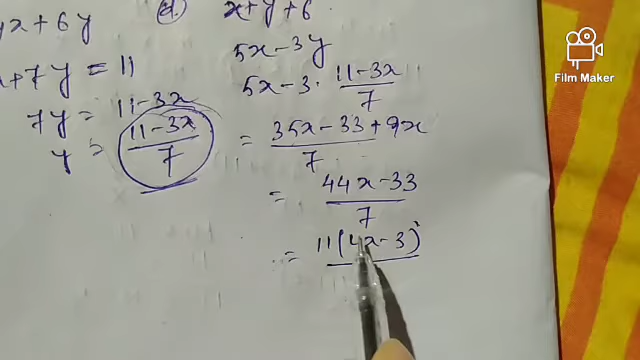 x + 6y
d. x+y+6
5x-3y
x+7y = 11
5x-3. 11-3x/7
7y = 11-3x
y = 11-3x/7
= 35x-33+9x/7
= 44x-33/7
= 11(4x-3)
Film Maker